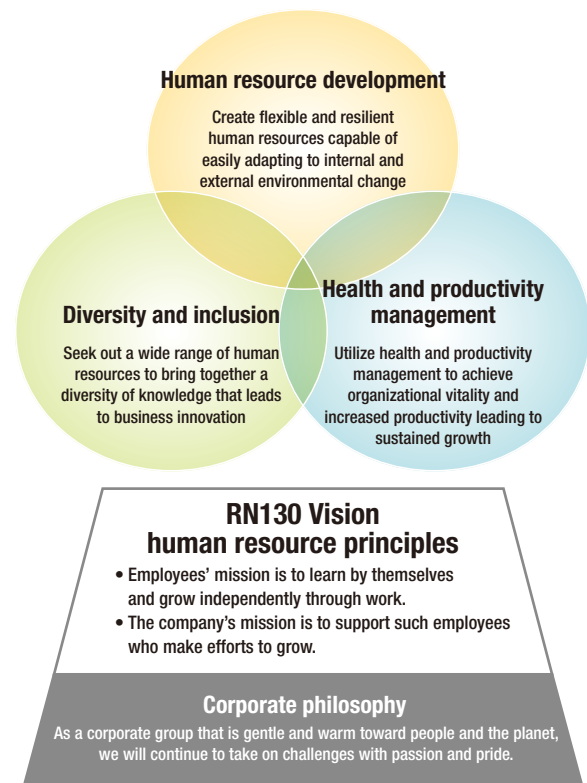 Human resource development
Create flexible and resilient
human resources capable of
easily adapting to internal and
external environmental change
Diversity and inclusion
Seek out a wide range of human
resources to bring together a
diversity of knowledge that leads
to business innovation
Health and productivity
management
Utilize health and productivity
management to achieve
organizational vitality and
increased productivity leading to
sustained growth
RN130 Vision
human resource principles
• Employees’ mission is to learn by themselves
and grow independently through work.
• The company’s mission is to support such employees
who make efforts to grow.
Corporate philosophy
As a corporate group that is gentle and warm toward people and the planet,
we will continue to take on challenges with passion and pride.